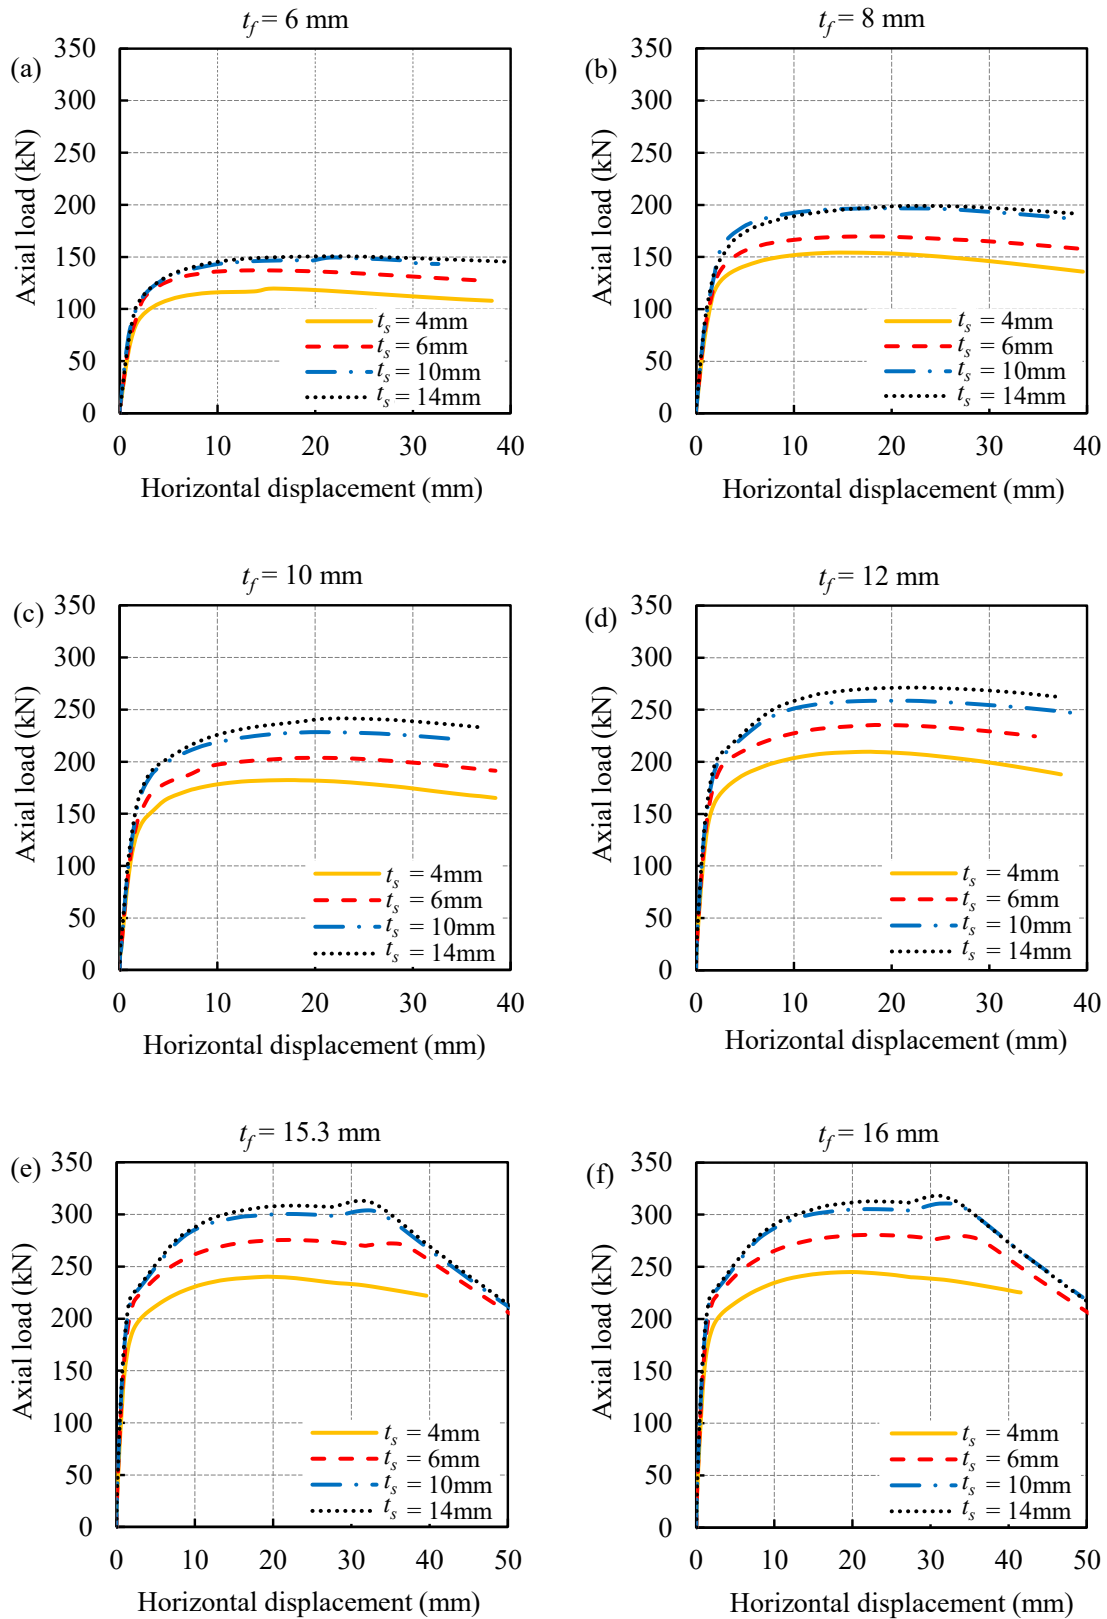 t_f = 6 mm
(a)
350
300
250
200
150
100
50
0
Axial load (kN)
t_s = 4mm
t_s = 6mm
t_s = 10mm
t_s = 14mm
0 10 20 30 40
Horizontal displacement (mm)
t_f = 8 mm
(b)
350
300
250
200
150
100
50
0
Axial load (kN)
t_s = 4mm
t_s = 6mm
t_s = 10mm
t_s = 14mm
0 10 20 30 40
Horizontal displacement (mm)
t_f = 10 mm
(c)
350
300
250
200
150
100
50
0
Axial load (kN)
t_s = 4mm
t_s = 6mm
t_s = 10mm
t_s = 14mm
0 10 20 30 40
Horizontal displacement (mm)
t_f = 12 mm
(d)
350
300
250
200
150
100
50
0
Axial load (kN)
t_s = 4mm
t_s = 6mm
t_s = 10mm
t_s = 14mm
0 10 20 30 40
Horizontal displacement (mm)
t_f = 15.3 mm
(e)
350
300
250
200
150
100
50
0
Axial load (kN)
t_s = 4mm
t_s = 6mm
t_s = 10mm
t_s = 14mm
0 10 20 30 40 50
Horizontal displacement (mm)
t_f = 16 mm
(f)
350
300
250
200
150
100
50
0
Axial load (kN)
t_s = 4mm
t_s = 6mm
t_s = 10mm
t_s = 14mm
0 10 20 30 40 50
Horizontal displacement (mm)